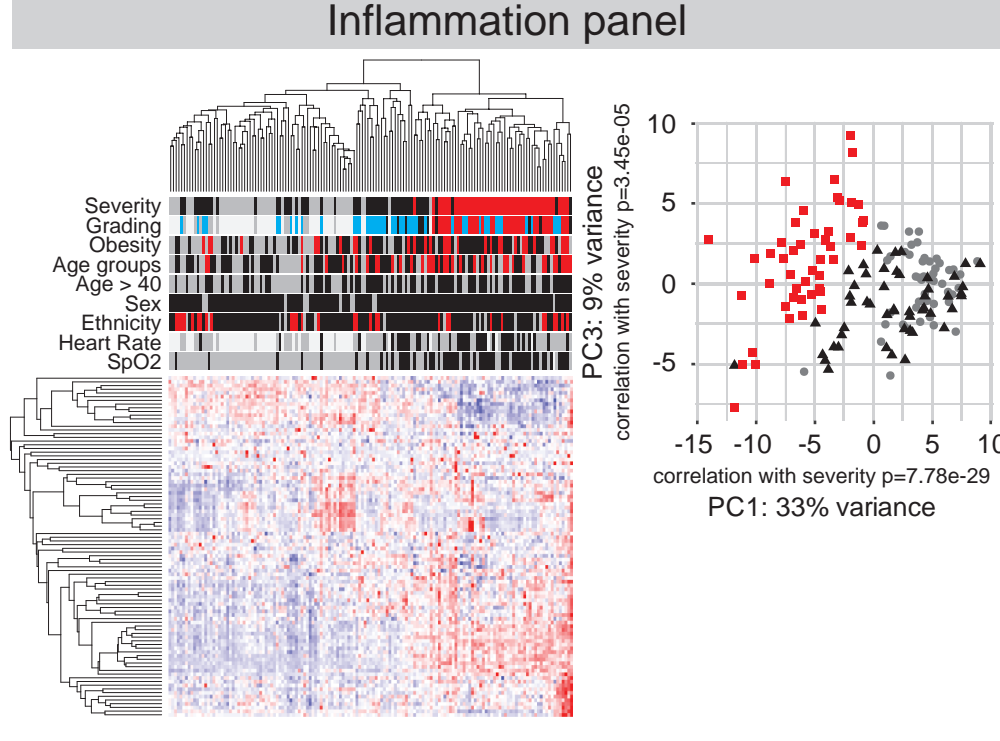 Inflammation panel
Severity
Grading
Obesity
Age groups
Age > 40
Sex
Ethnicity
Heart Rate
SpO2
PC3: 9% variance
correlation with severity p=3.45e-05
10
5
0
-5
-15
-10
-5
0
5
10
correlation with severity p=7.78e-29
PC1: 33% variance